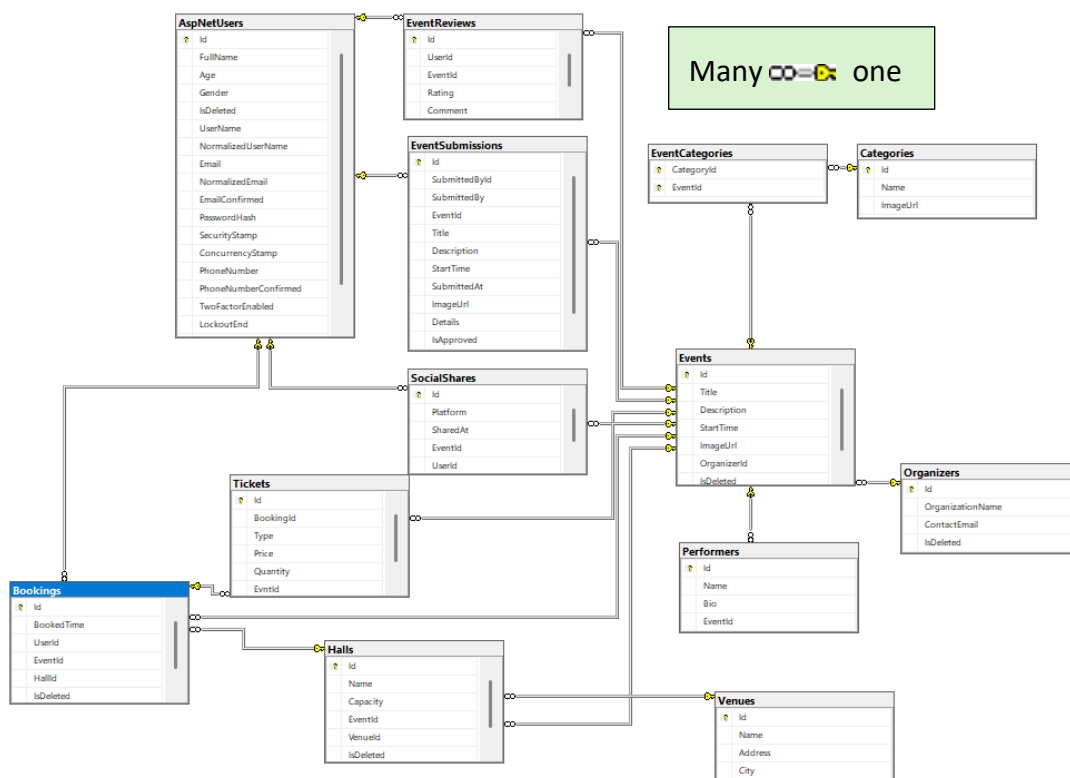 AspNetUsers
Id
FullName
Age
Gender
IsDeleted
UserName
NormalizedUserName
Email
NormalizedEmail
EmailConfirmed
PasswordHash
SecurityStamp
ConcurrencyStamp
PhoneNumber
PhoneNumberConfirmed
TwoFactorEnabled
LockoutEnd
EventReviews
Id
UserId
EventId
Rating
Comment
Many one
EventSubmissions
Id
SubmittedById
SubmittedBy
EventId
Title
Description
StartTime
SubmittedAt
ImageUrl
Details
IsApproved
EventCategories
CategoryId
EventId
Categories
Id
Name
ImageUrl
SocialShares
Id
Platform
SharedAt
EventId
UserId
Events
Id
Title
Description
StartTime
ImageUrl
OrganizerId
IsDeleted
Organizers
Id
OrganizationName
ContactEmail
IsDeleted
Tickets
Id
BookingId
Type
Price
Quantity
EvntId
Performers
Id
Name
Bio
EventId
Bookings
Id
BookedTime
UserId
EventId
HallId
IsDeleted
Halls
Id
Name
Capacity
EventId
VenueId
IsDeleted
Venues
Id
Name
Address
City